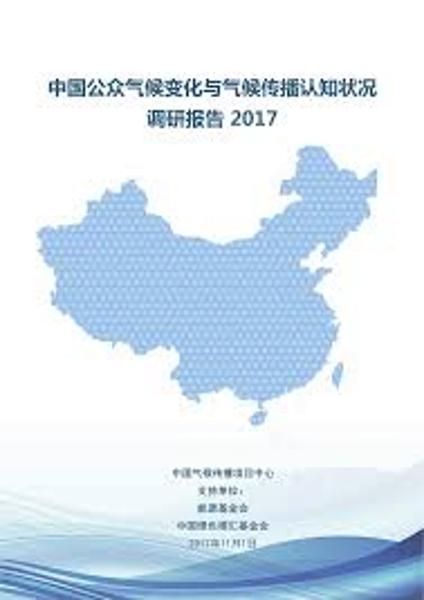 中国公众气候变化与气候传播认知状况
调研报告 2017
中国气候传播项目中心
支持单位：
能源基金会
中国绿色碳汇基金会
2017年11月1日